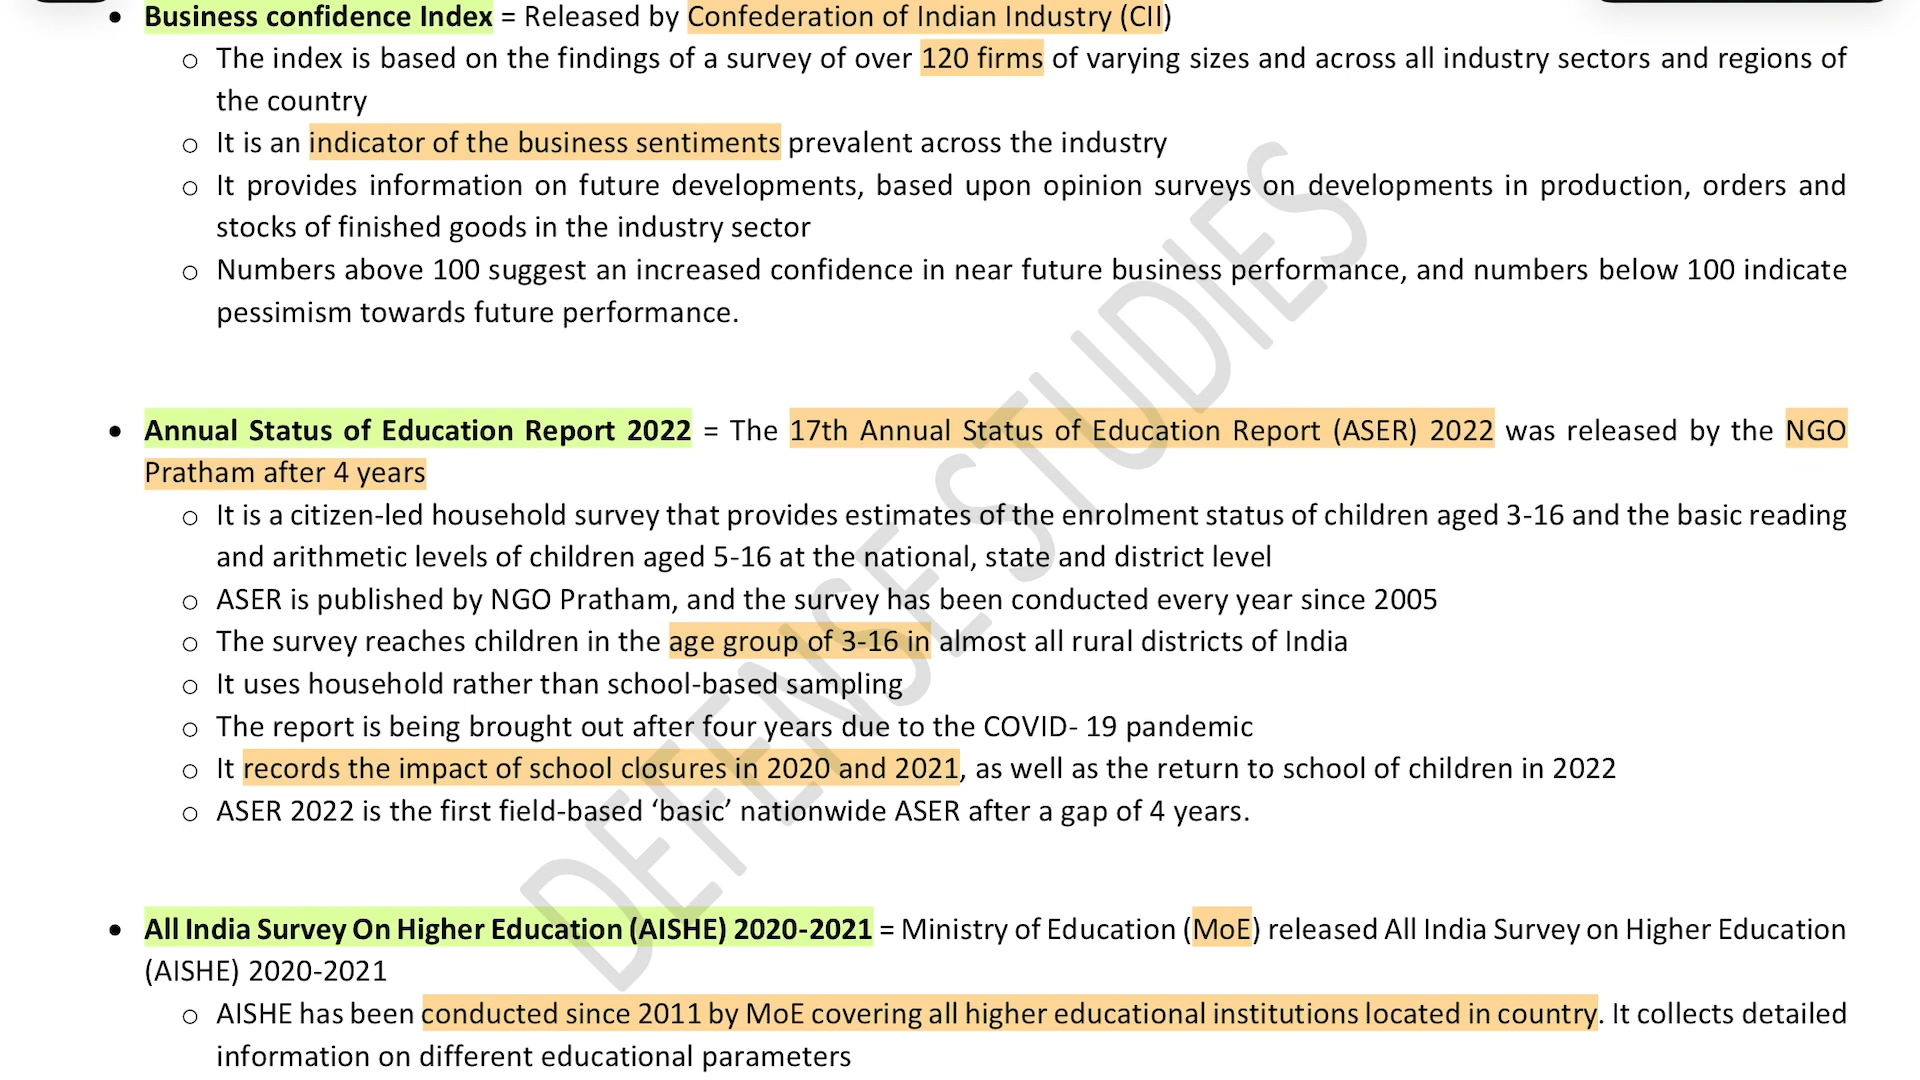 • Business confidence Index = Released by Confederation of Indian Industry (CII)
o The index is based on the findings of a survey of over 120 firms of varying sizes and across all industry sectors and regions of
the country
o It is an indicator of the business sentiments prevalent across the industry
o It provides information on future developments, based upon opinion surveys on developments in production, orders and
stocks of finished goods in the industry sector
o Numbers above 100 suggest an increased confidence in near future business performance, and numbers below 100 indicate
pessimism towards future performance.
• Annual Status of Education Report 2022 = The 17th Annual Status of Education Report (ASER) 2022 was released by the NGO
Pratham after 4 years
o It is a citizen-led household survey that provides estimates of the enrolment status of children aged 3-16 and the basic reading
and arithmetic levels of children aged 5-16 at the national, state and district level
o ASER is published by NGO Pratham, and the survey has been conducted every year since 2005
o The survey reaches children in the age group of 3-16 in almost all rural districts of India
o It uses household rather than school-based sampling
o The report is being brought out after four years due to the COVID- 19 pandemic
o It records the impact of school closures in 2020 and 2021, as well as the return to school of children in 2022
o ASER 2022 is the first field-based ‘basic’ nationwide ASER after a gap of 4 years.
• All India Survey On Higher Education (AISHE) 2020-2021 = Ministry of Education (MoE) released All India Survey on Higher Education
(AISHE) 2020-2021
o AISHE has been conducted since 2011 by MoE covering all higher educational institutions located in country. It collects detailed
information on different educational parameters
DEFENSE STUDIES